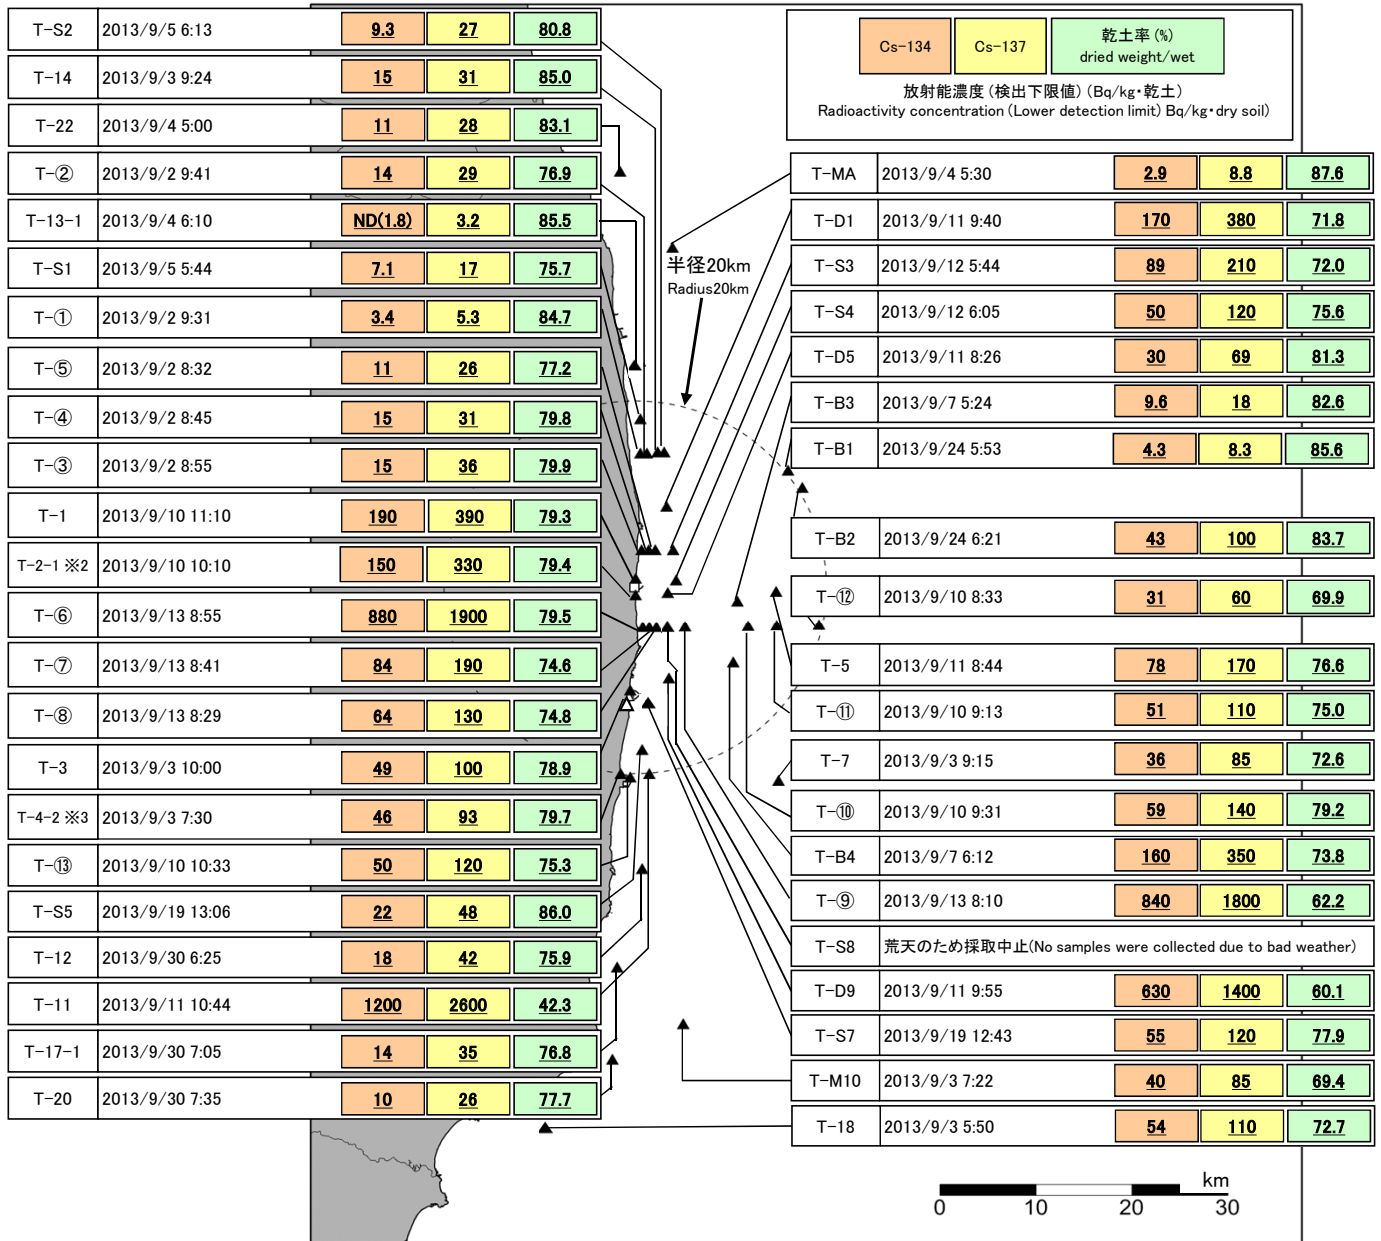 T-S2 2013/9/5 6:13 9.3 27 80.8
T-14 2013/9/3 9:24 15 31 85.0
T-22 2013/9/4 5:00 11 28 83.1
T-② 2013/9/2 9:41 14 29 76.9
T-13-1 2013/9/4 6:10 ND(1.8) 3.2 85.5
T-S1 2013/9/5 5:44 7.1 17 75.7
T-① 2013/9/2 9:31 3.4 5.3 84.7
T-⑤ 2013/9/2 8:32 11 26 77.2
T-④ 2013/9/2 8:45 15 31 79.8
T-③ 2013/9/2 8:55 15 36 79.9
T-1 2013/9/10 11:10 190 390 79.3
T-2-1 ※2 2013/9/10 10:10 150 330 79.4
T-⑥ 2013/9/13 8:55 880 1900 79.5
T-⑦ 2013/9/13 8:41 84 190 74.6
T-⑧ 2013/9/13 8:29 64 130 74.8
T-3 2013/9/3 10:00 49 100 78.9
T-4-2 ※3 2013/9/3 7:30 46 93 79.7
T-⑬ 2013/9/10 10:33 50 120 75.3
T-S5 2013/9/19 13:06 22 48 86.0
T-12 2013/9/30 6:25 18 42 75.9
T-11 2013/9/11 10:44 1200 2600 42.3
T-17-1 2013/9/30 7:05 14 35 76.8
T-20 2013/9/30 7:35 10 26 77.7
Cs-134 Cs-137 乾土率(%)
dried weight/wet
放射能濃度(検出下限値)(Bq/kg・乾土)
Radioactivity concentration(Lower detection limit) Bq/kg・dry soil)
半径20km
Radius20km
T-MA 2013/9/4 5:30 2.9 8.8 87.6
T-D1 2013/9/11 9:40 170 380 71.8
T-S3 2013/9/12 5:44 89 210 72.0
T-S4 2013/9/12 6:05 50 120 75.6
T-D5 2013/9/11 8:26 30 69 81.3
T-B3 2013/9/7 5:24 9.6 18 82.6
T-B1 2013/9/24 5:53 4.3 8.3 85.6
T-B2 2013/9/24 6:21 43 100 83.7
T-⑫ 2013/9/10 8:33 31 60 69.9
T-5 2013/9/11 8:44 78 170 76.6
T-⑪ 2013/9/10 9:13 51 110 75.0
T-7 2013/9/3 9:15 36 85 72.6
T-⑩ 2013/9/10 9:31 59 140 79.2
T-B4 2013/9/7 6:12 160 350 73.8
T-⑨ 2013/9/13 8:10 840 1800 62.2
T-S8 荒天のため採取中止(No samples were collected due to bad weather)
T-D9 2013/9/11 9:55 630 1400 60.1
T-S7 2013/9/19 12:43 55 120 77.9
T-M10 2013/9/3 7:22 40 85 69.4
T-18 2013/9/3 5:50 54 110 72.7
km
0 10 20 30